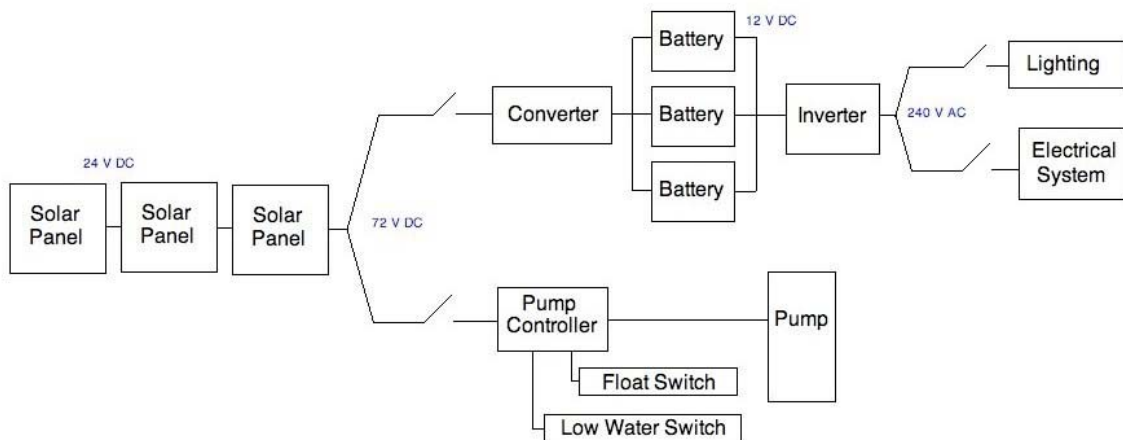 12 V DC
Battery
Lighting
Converter
Battery
Inverter
240 V AC
Electrical
System
Battery
24 V DC
Solar
Panel
Solar
Panel
Solar
Panel
72 V DC
Pump
Controller
Pump
Float Switch
Low Water Switch